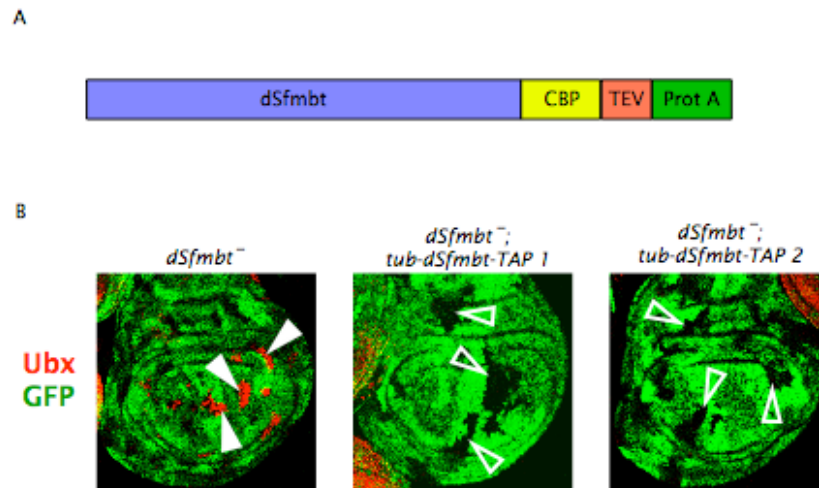 A
dSfmbt CBP TEV Prot A
B
dSfmbt⁻
dSfmbt⁻;
tub-dSfmbt-TAP 1
dSfmbt⁻;
tub-dSfmbt-TAP 2
Ubx
GFP